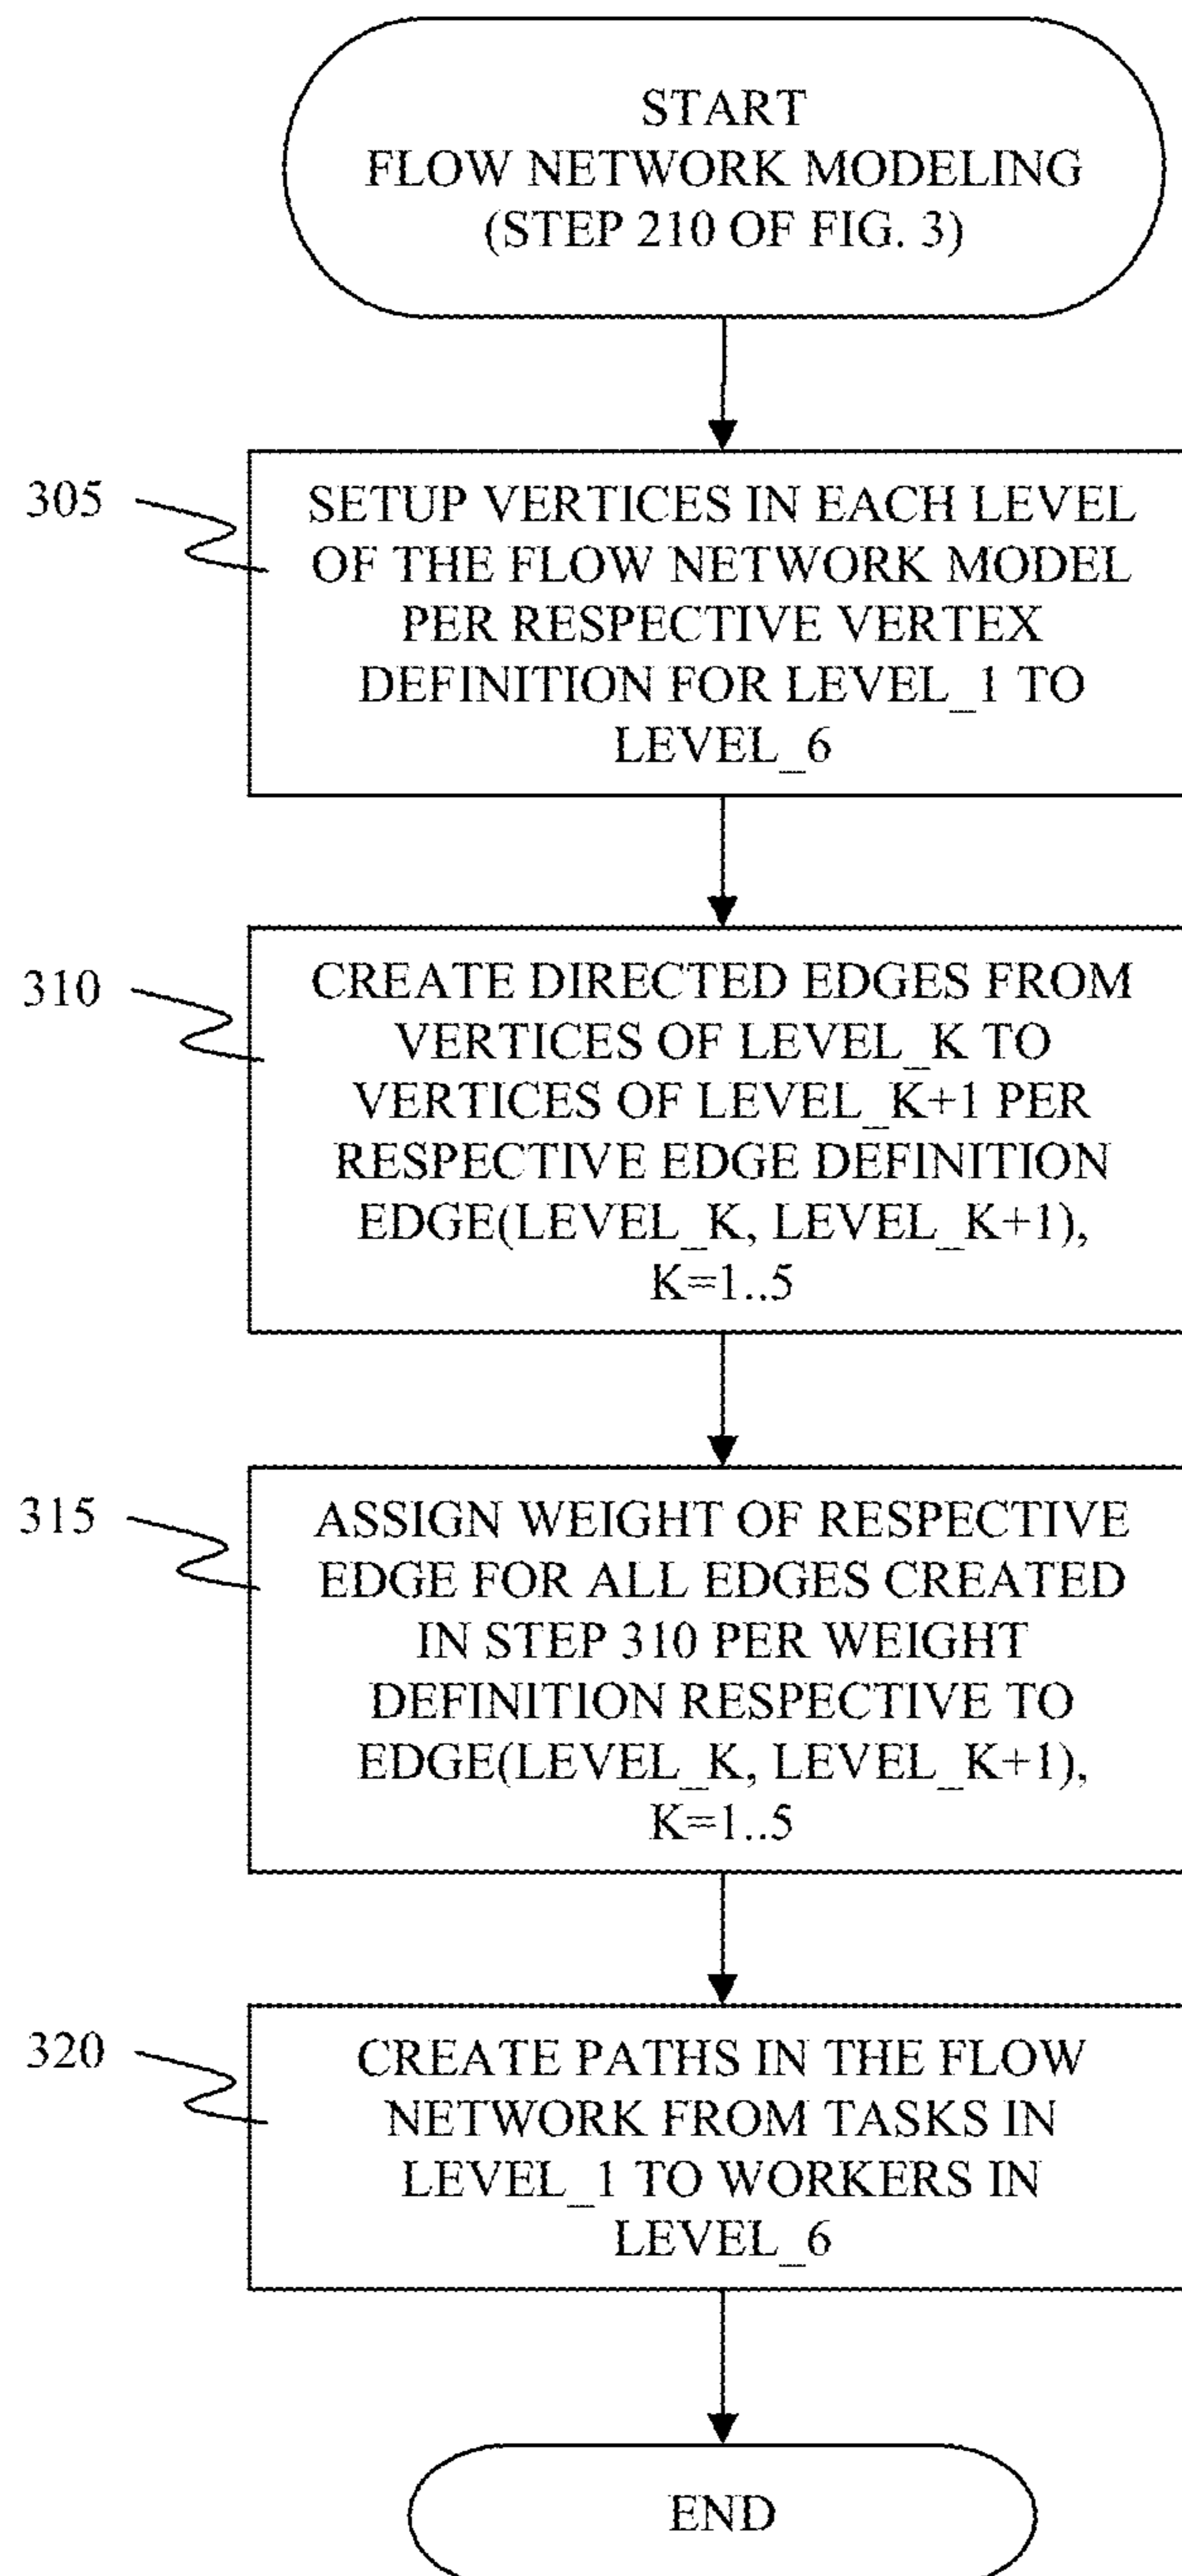 START
FLOW NETWORK MODELING
(STEP 210 OF FIG. 3)
305
SETUP VERTICES IN EACH LEVEL
OF THE FLOW NETWORK MODEL
PER RESPECTIVE VERTEX
DEFINITION FOR LEVEL_1 TO
LEVEL_6
310
CREATE DIRECTED EDGES FROM
VERTICES OF LEVEL_K TO
VERTICES OF LEVEL_K+1 PER
RESPECTIVE EDGE DEFINITION
EDGE(LEVEL_K, LEVEL_K+1),
K=1..5
315
ASSIGN WEIGHT OF RESPECTIVE
EDGE FOR ALL EDGES CREATED
IN STEP 310 PER WEIGHT
DEFINITION RESPECTIVE TO
EDGE(LEVEL_K, LEVEL_K+1),
K=1..5
320
CREATE PATHS IN THE FLOW
NETWORK FROM TASKS IN
LEVEL_1 TO WORKERS IN
LEVEL_6
END